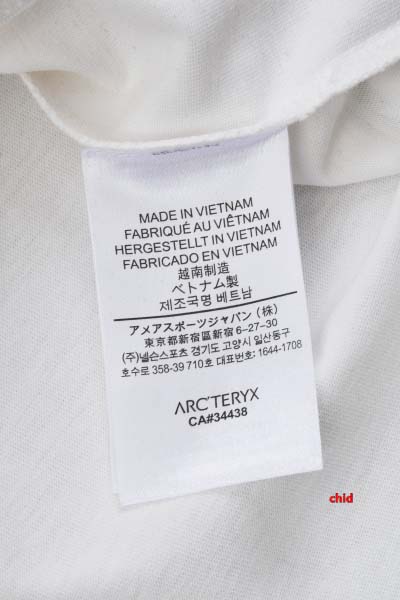 MADE IN VIETNAM
FABRIQUÉ AU VIÊTNAM
HERGESTELLT IN VIETNAM
FABRICADO EN VIETNAM
越南制造
ベトナム製
제조국명 베트남
アメアスポーツジャパン (株)
東京都新宿區新宿 6-27-30
(주)넬슨스포츠 경기도 고양시 일산동구
호수로 358-39 710호 대표번호: 1644-1708
ARC'TERYX
CA#34438
chid